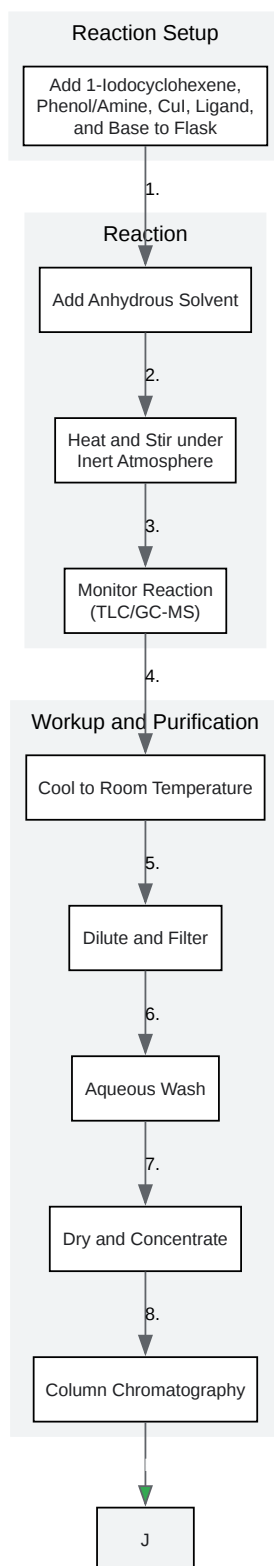 Reaction Setup
Add 1-Iodocyclohexene,
Phenol/Amine, CuI, Ligand,
and Base to Flask
1.
Reaction
Add Anhydrous Solvent
2.
Heat and Stir under
Inert Atmosphere
3.
Monitor Reaction
(TLC/GC-MS)
4.
Workup and Purification
Cool to Room Temperature
5.
Dilute and Filter
6.
Aqueous Wash
7.
Dry and Concentrate
8.
Column Chromatography
J